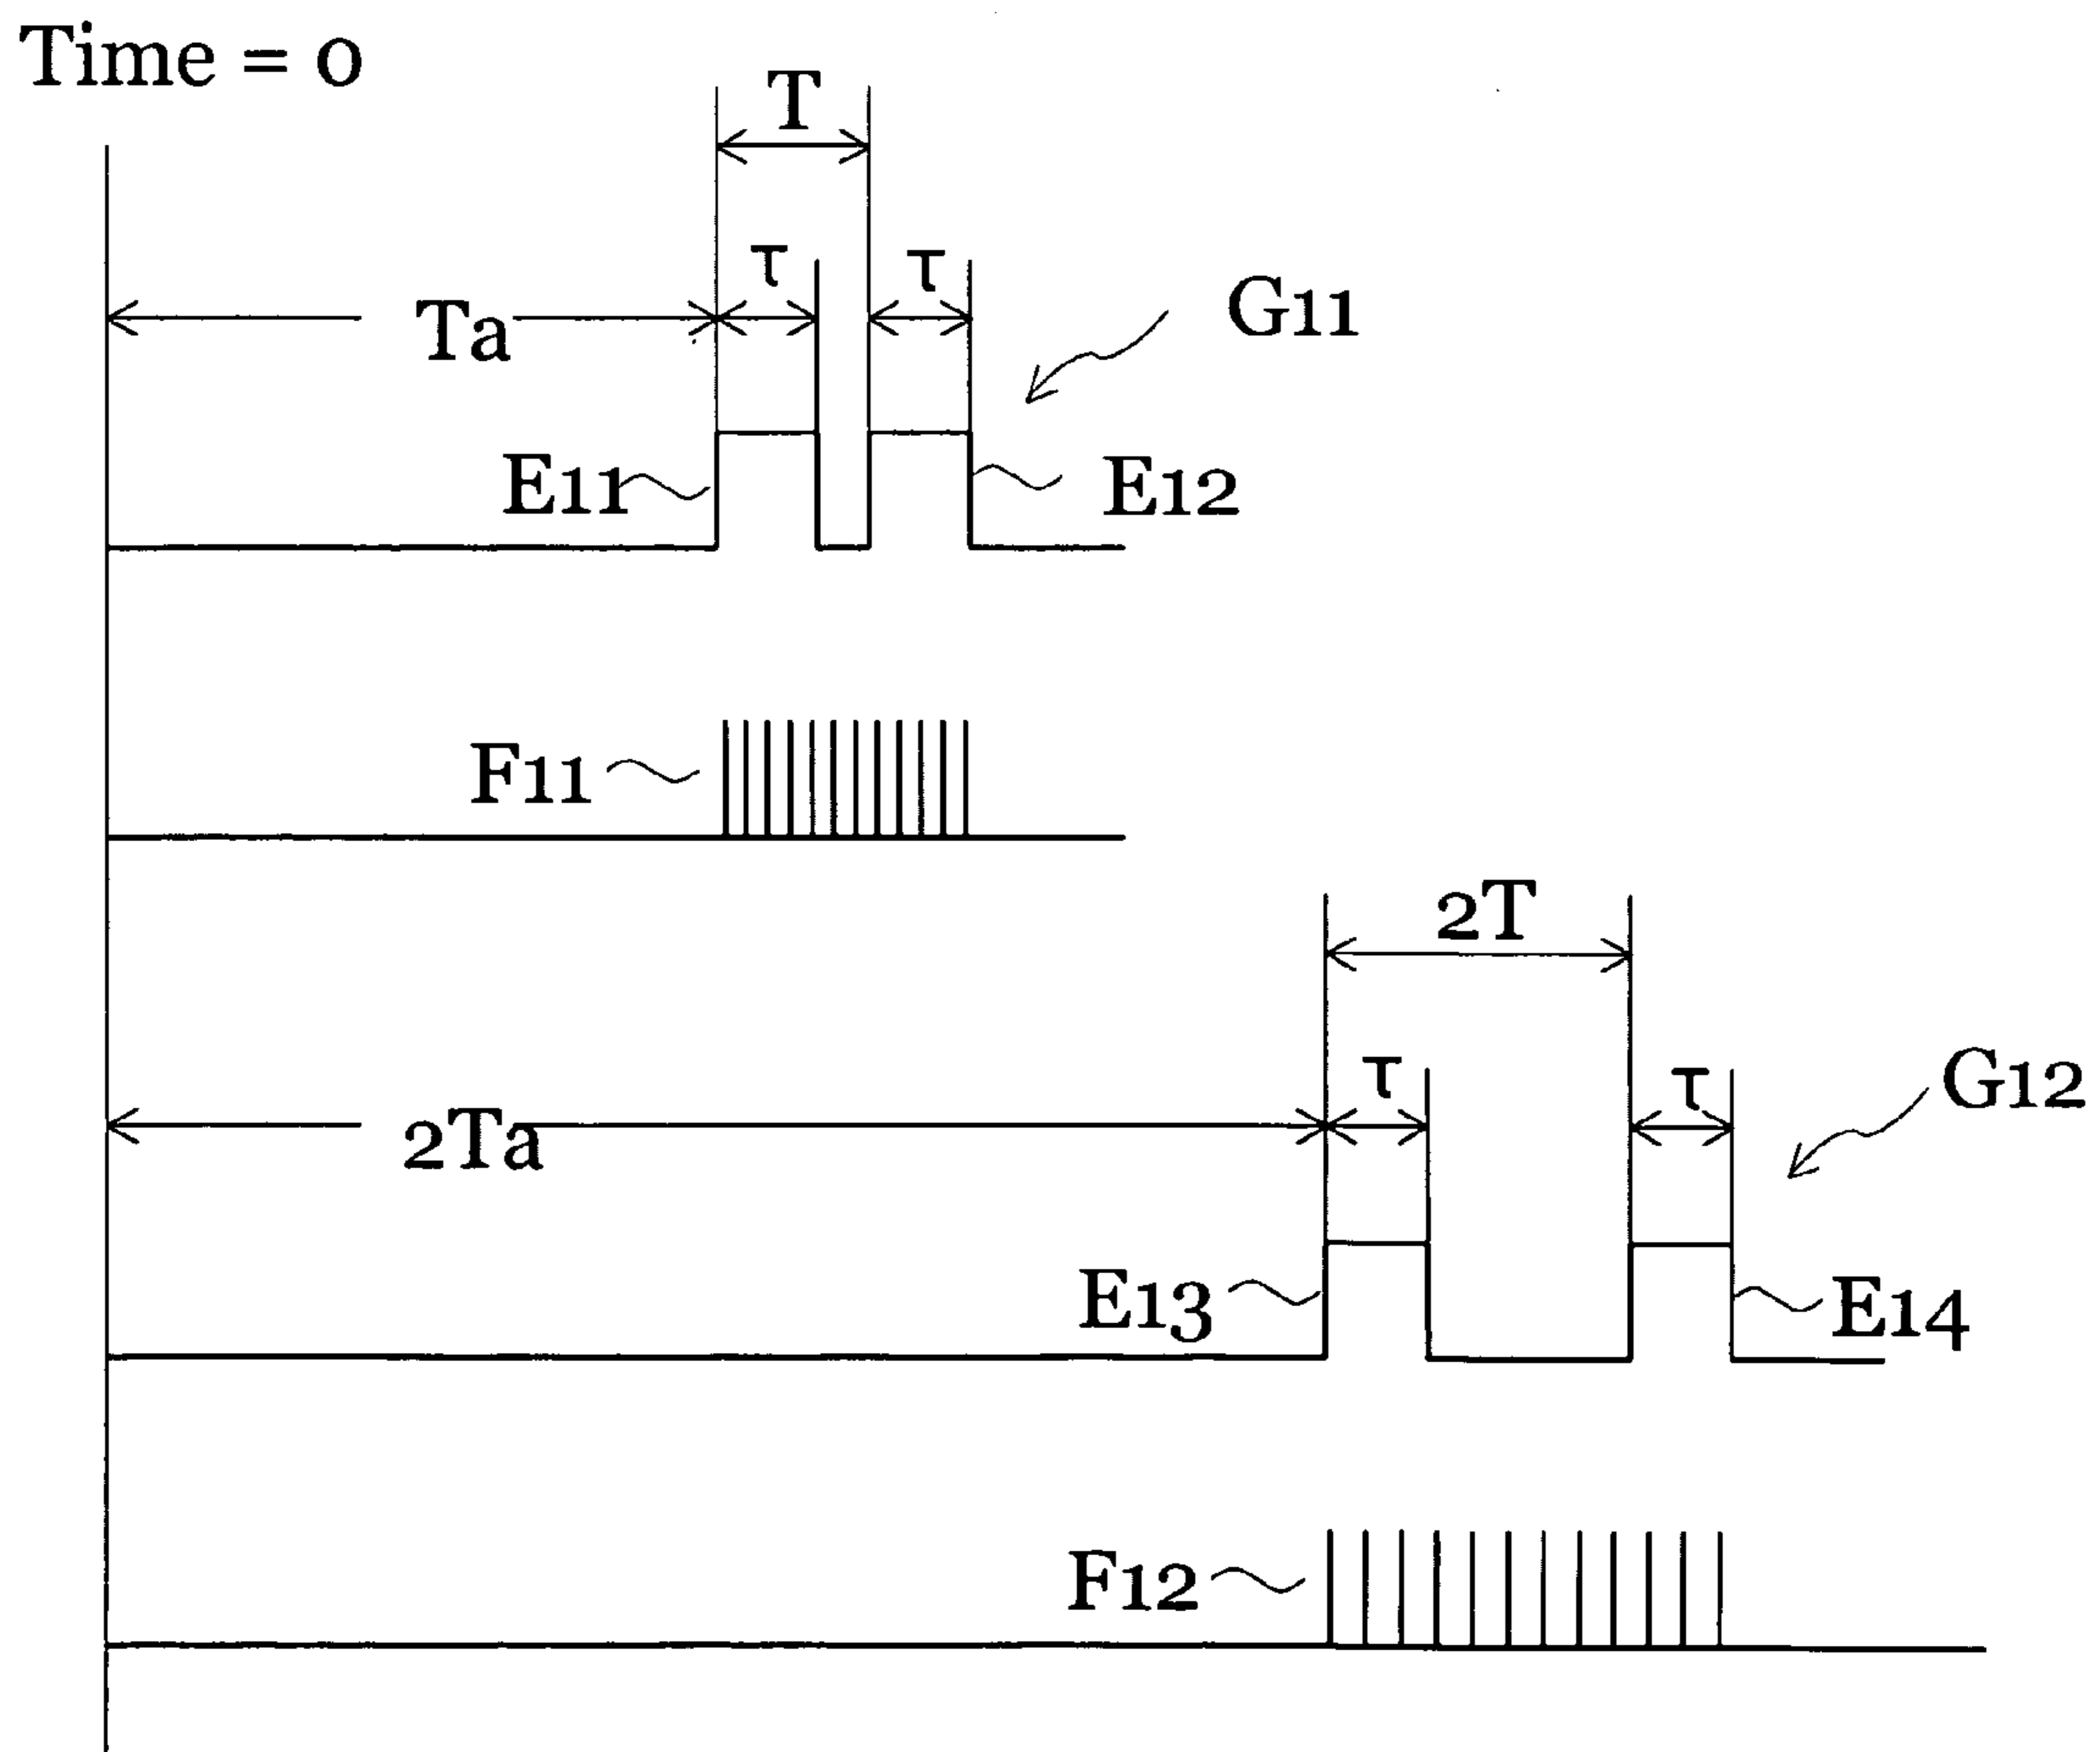 Time = 0
T
τ
τ
Ta
G11
E11
E12
F11
2T
τ
τ
2Ta
G12
E13
E14
F12